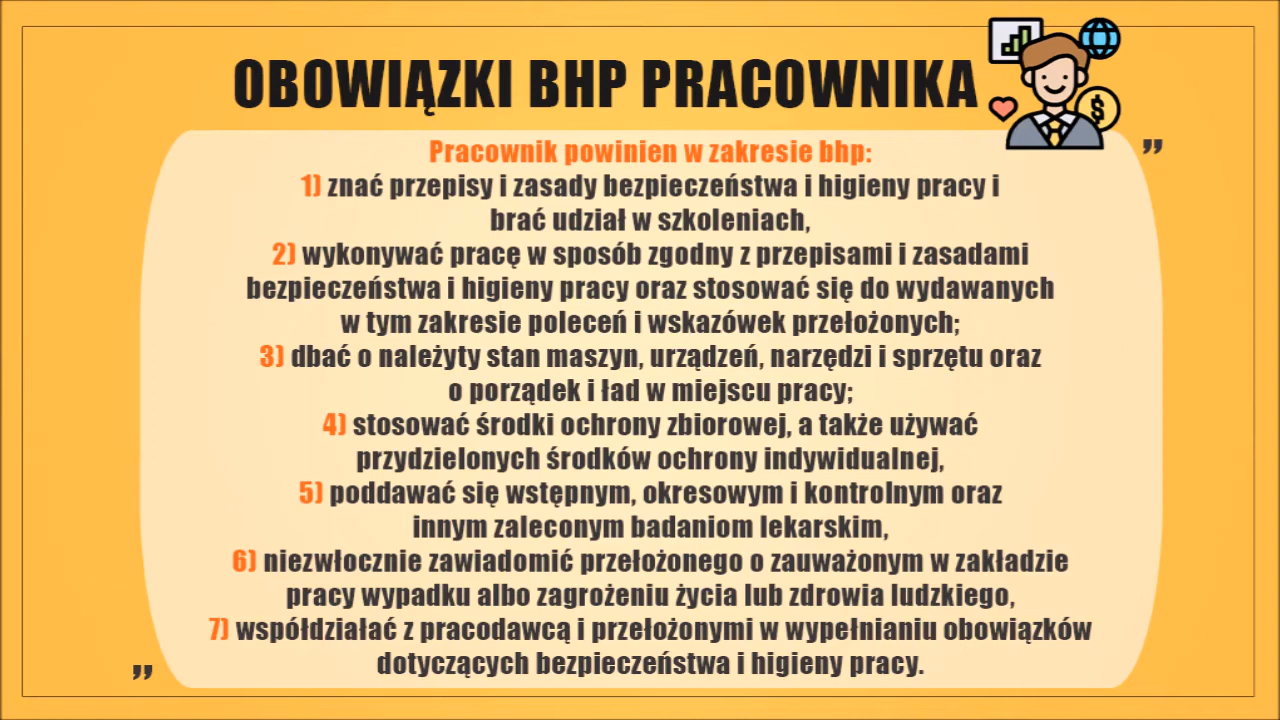 OBOWIĄZKI BHP PRACOWNIKA
”
Pracownik powinien w zakresie bhp:
1) znać przepisy i zasady bezpieczeństwa i higieny pracy i
brać udział w szkoleniach,
2) wykonywać pracę w sposób zgodny z przepisami i zasadami
bezpieczeństwa i higieny pracy oraz stosować się do wydawanych
w tym zakresie poleceń i wskazówek przełożonych;
3) dbać o należyty stan maszyn, urządzeń, narzędzi i sprzętu oraz
o porządek i ład w miejscu pracy;
4) stosować środki ochrony zbiorowej, a także używać
przydzielonych środków ochrony indywidualnej,
5) poddawać się wstępnym, okresowym i kontrolnym oraz
innym zaleconym badaniom lekarskim,
6) niezwłocznie zawiadomić przełożonego o zauważonym w zakładzie
pracy wypadku albo zagrożeniu życia lub zdrowia ludzkiego,
7) współdziałać z pracodawcą i przełożonymi w wypełnianiu obowiązków
dotyczących bezpieczeństwa i higieny pracy.
”